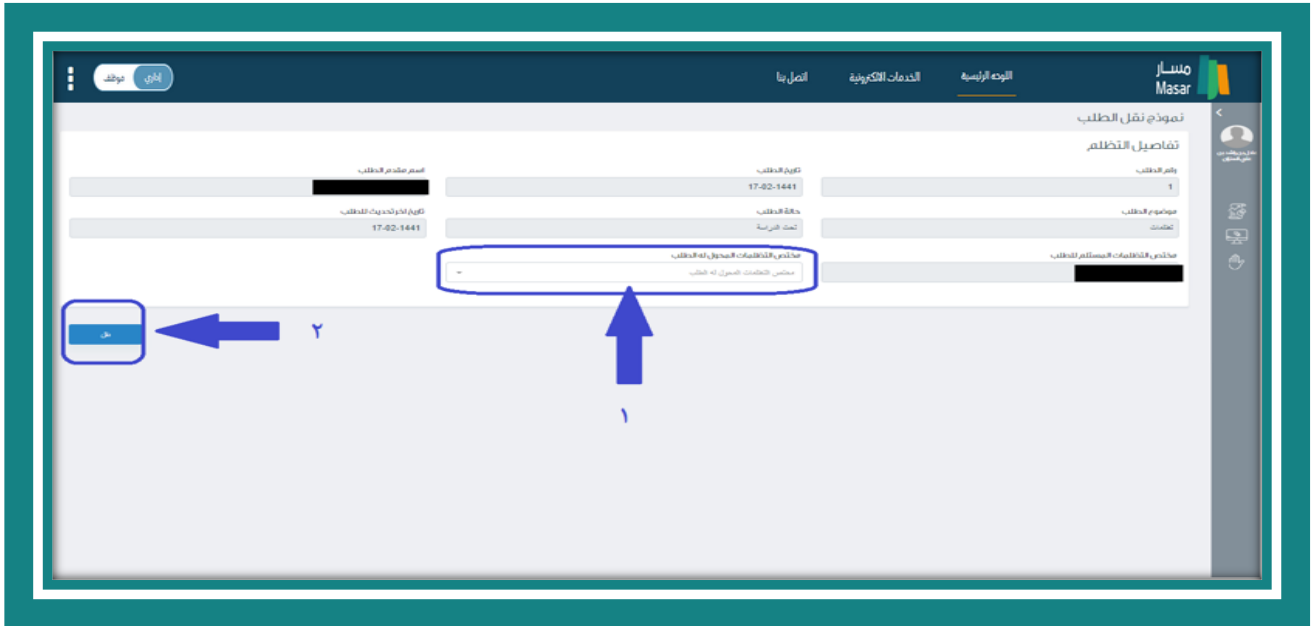 مسار
Masar
اللوحه الرئيسية
الخدمات الالكترونية
اتصل بنا
إداري
موظف
نموذج نقل الطلب
تفاصيل التظلم
رقم الطلب
تاريخ الطلب
اسم مقدم الطلب
1
17-02-1441
موضوع الطلب
حالة الطلب
تاريخ اخر تحديث للطلب
تظلمات
تحت الدراسة
17-02-1441
مختص التظلمات المستلم للطلب
مختص التظلمات المحول له الطلب
مختص التظلمات المحول له الطلب
نقل
٢
١